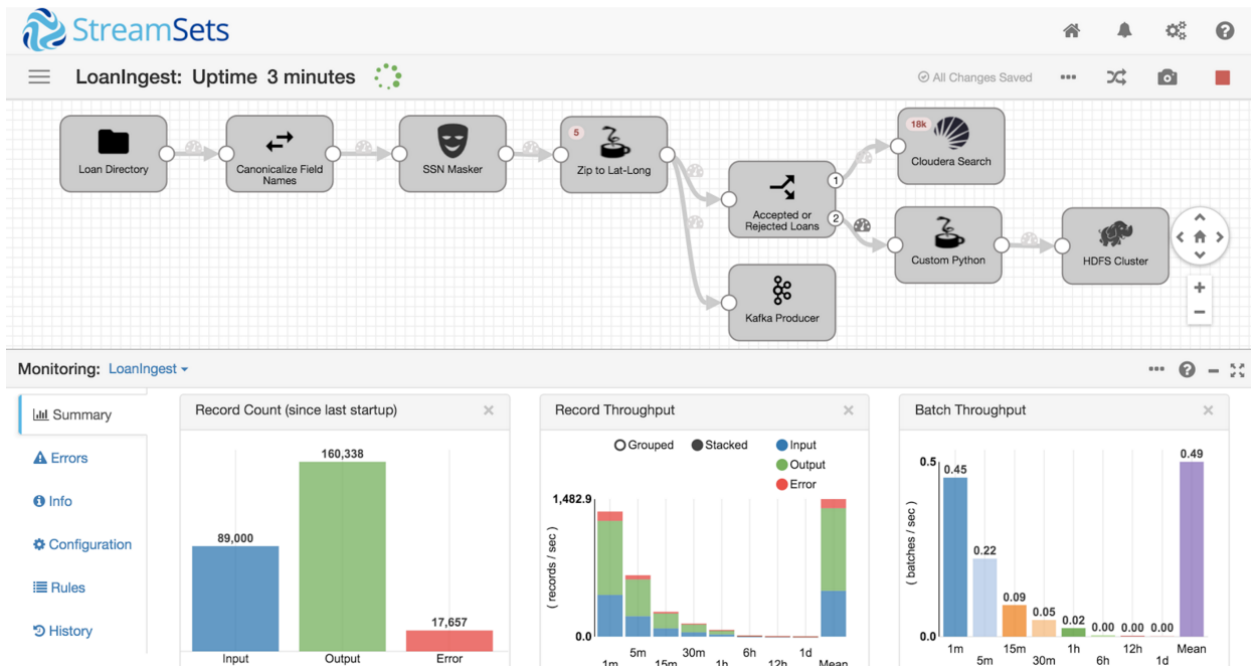 StreamSets
LoanIngest: Uptime 3 minutes
All Changes Saved
Loan Directory
Canonicalize Field
Names
SSN Masker
5
Zip to Lat-Long
Accepted or
Rejected Loans
1
2
18k
Cloudera Search
Custom Python
HDFS Cluster
Kafka Producer
Monitoring: LoanIngest
Summary
Errors
Info
Configuration
Rules
History
Record Count (since last startup)
89,000
160,338
17,657
Input
Output
Error
Record Throughput
Grouped
Stacked
Input
Output
Error
1,482.9
( records / sec )
0.0
1m
5m
15m
30m
1h
6h
12h
1d
Mean
Batch Throughput
0.5
( batches / sec )
0.0
0.45
0.22
0.09
0.05
0.02
0.00
0.00
0.00
0.49
1m
5m
15m
30m
1h
6h
12h
1d
Mean